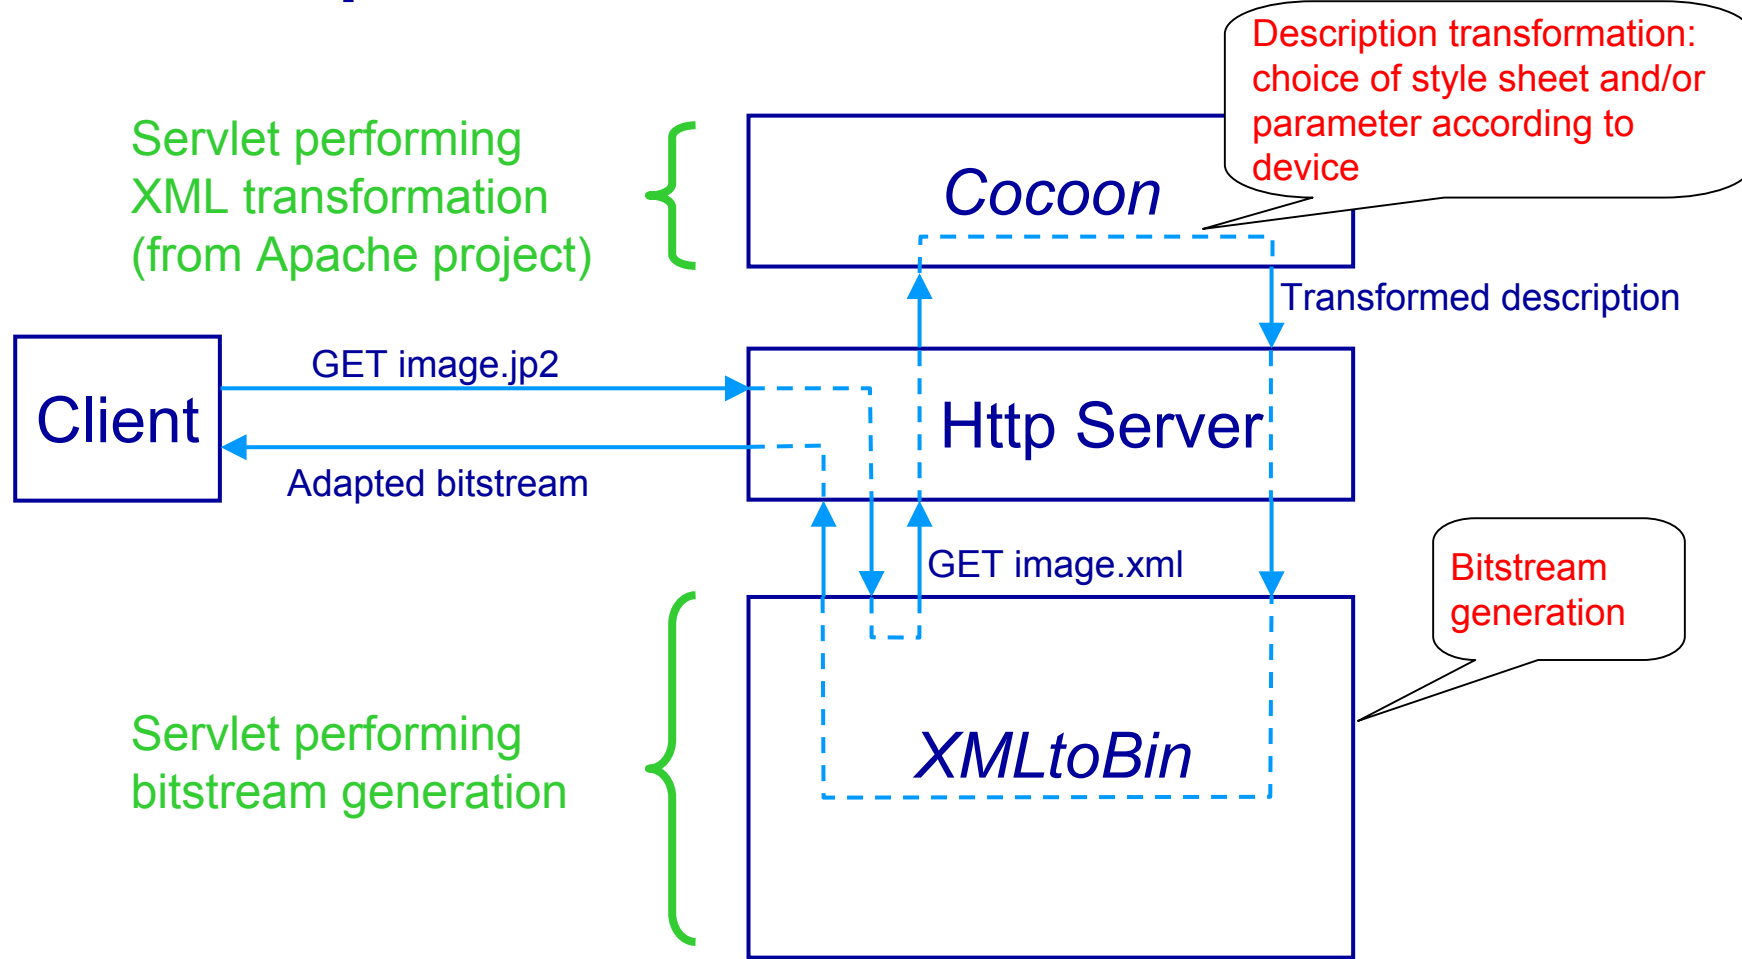 Description transformation:
choice of style sheet and/or
parameter according to
device
Servlet performing
XML transformation
(from Apache project)
Cocoon
Transformed description
Client
GET image.jp2
Adapted bitstream
Http Server
GET image.xml
Bitstream
generation
Servlet performing
bitstream generation
XMLtoBin